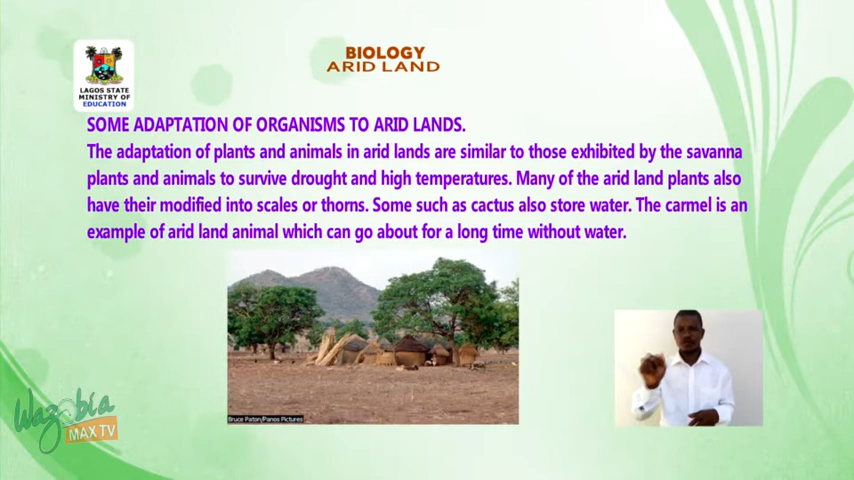 BIOLOGY
ARID LAND
LAGOS STATE
MINISTRY OF
EDUCATION
SOME ADAPTATION OF ORGANISMS TO ARID LANDS.
The adaptation of plants and animals in arid lands are similar to those exhibited by the savanna
plants and animals to survive drought and high temperatures. Many of the arid land plants also
have their modified into scales or thorns. Some such as cactus also store water. The carmel is an
example of arid land animal which can go about for a long time without water.
Bruce Paton/Panos Pictures
Wazobia
MAX TV